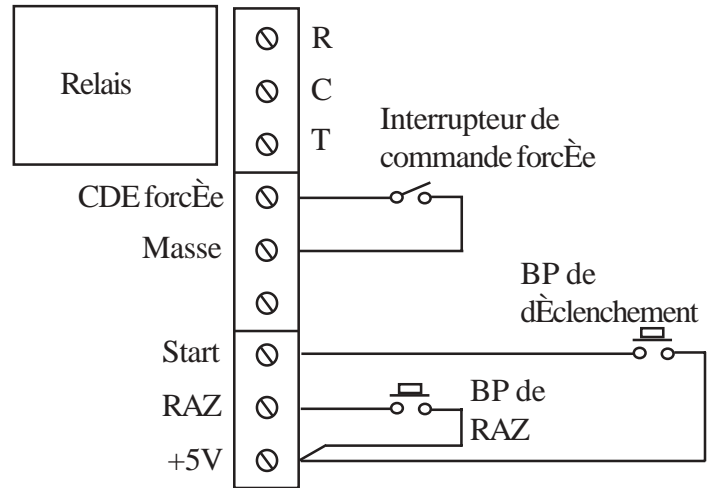 R
Relais
C
T
Interrupteur de
commande forcÈe
CDE forcÈe
Masse
BP de
dÈclenchement
Start
RAZ
BP de
RAZ
+5V